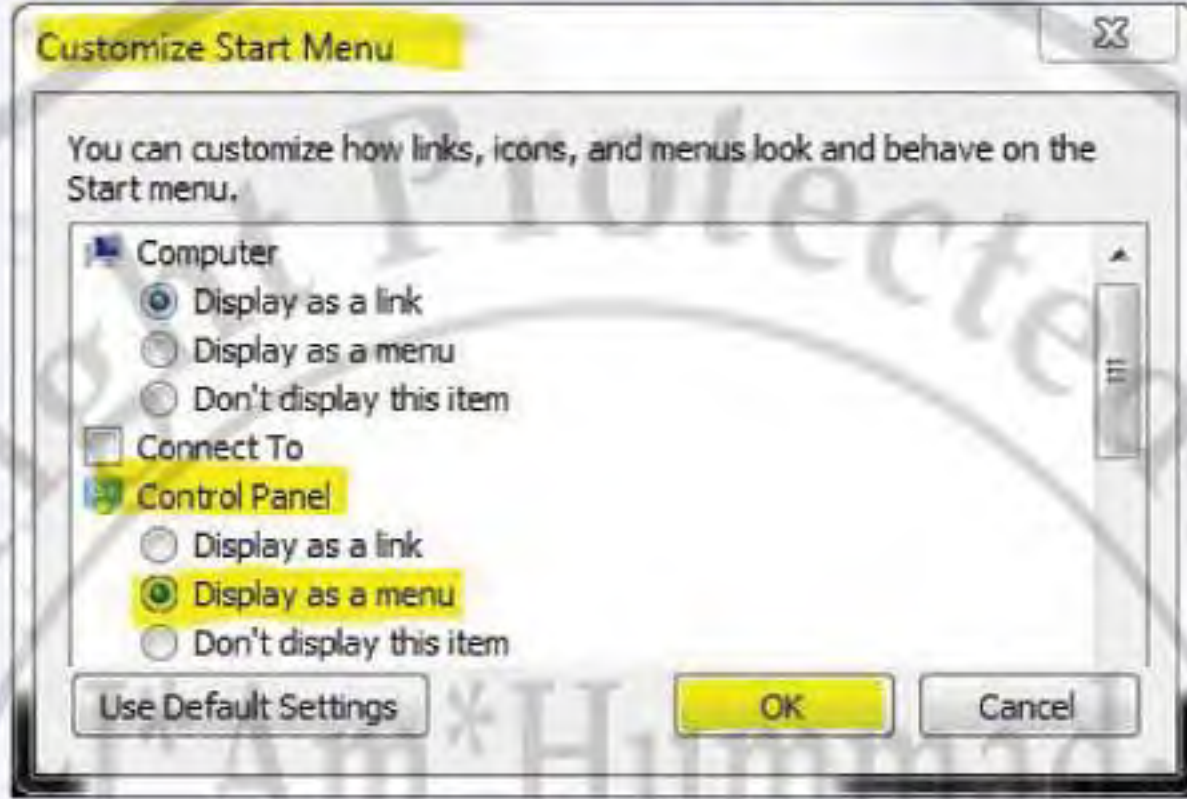 Customize Start Menu
You can customize how links, icons, and menus look and behave on the
Start menu.
Computer
Display as a link
Display as a menu
Don't display this item
Connect To
Control Panel
Display as a link
Display as a menu
Don't display this item
Use Default Settings
OK
Cancel